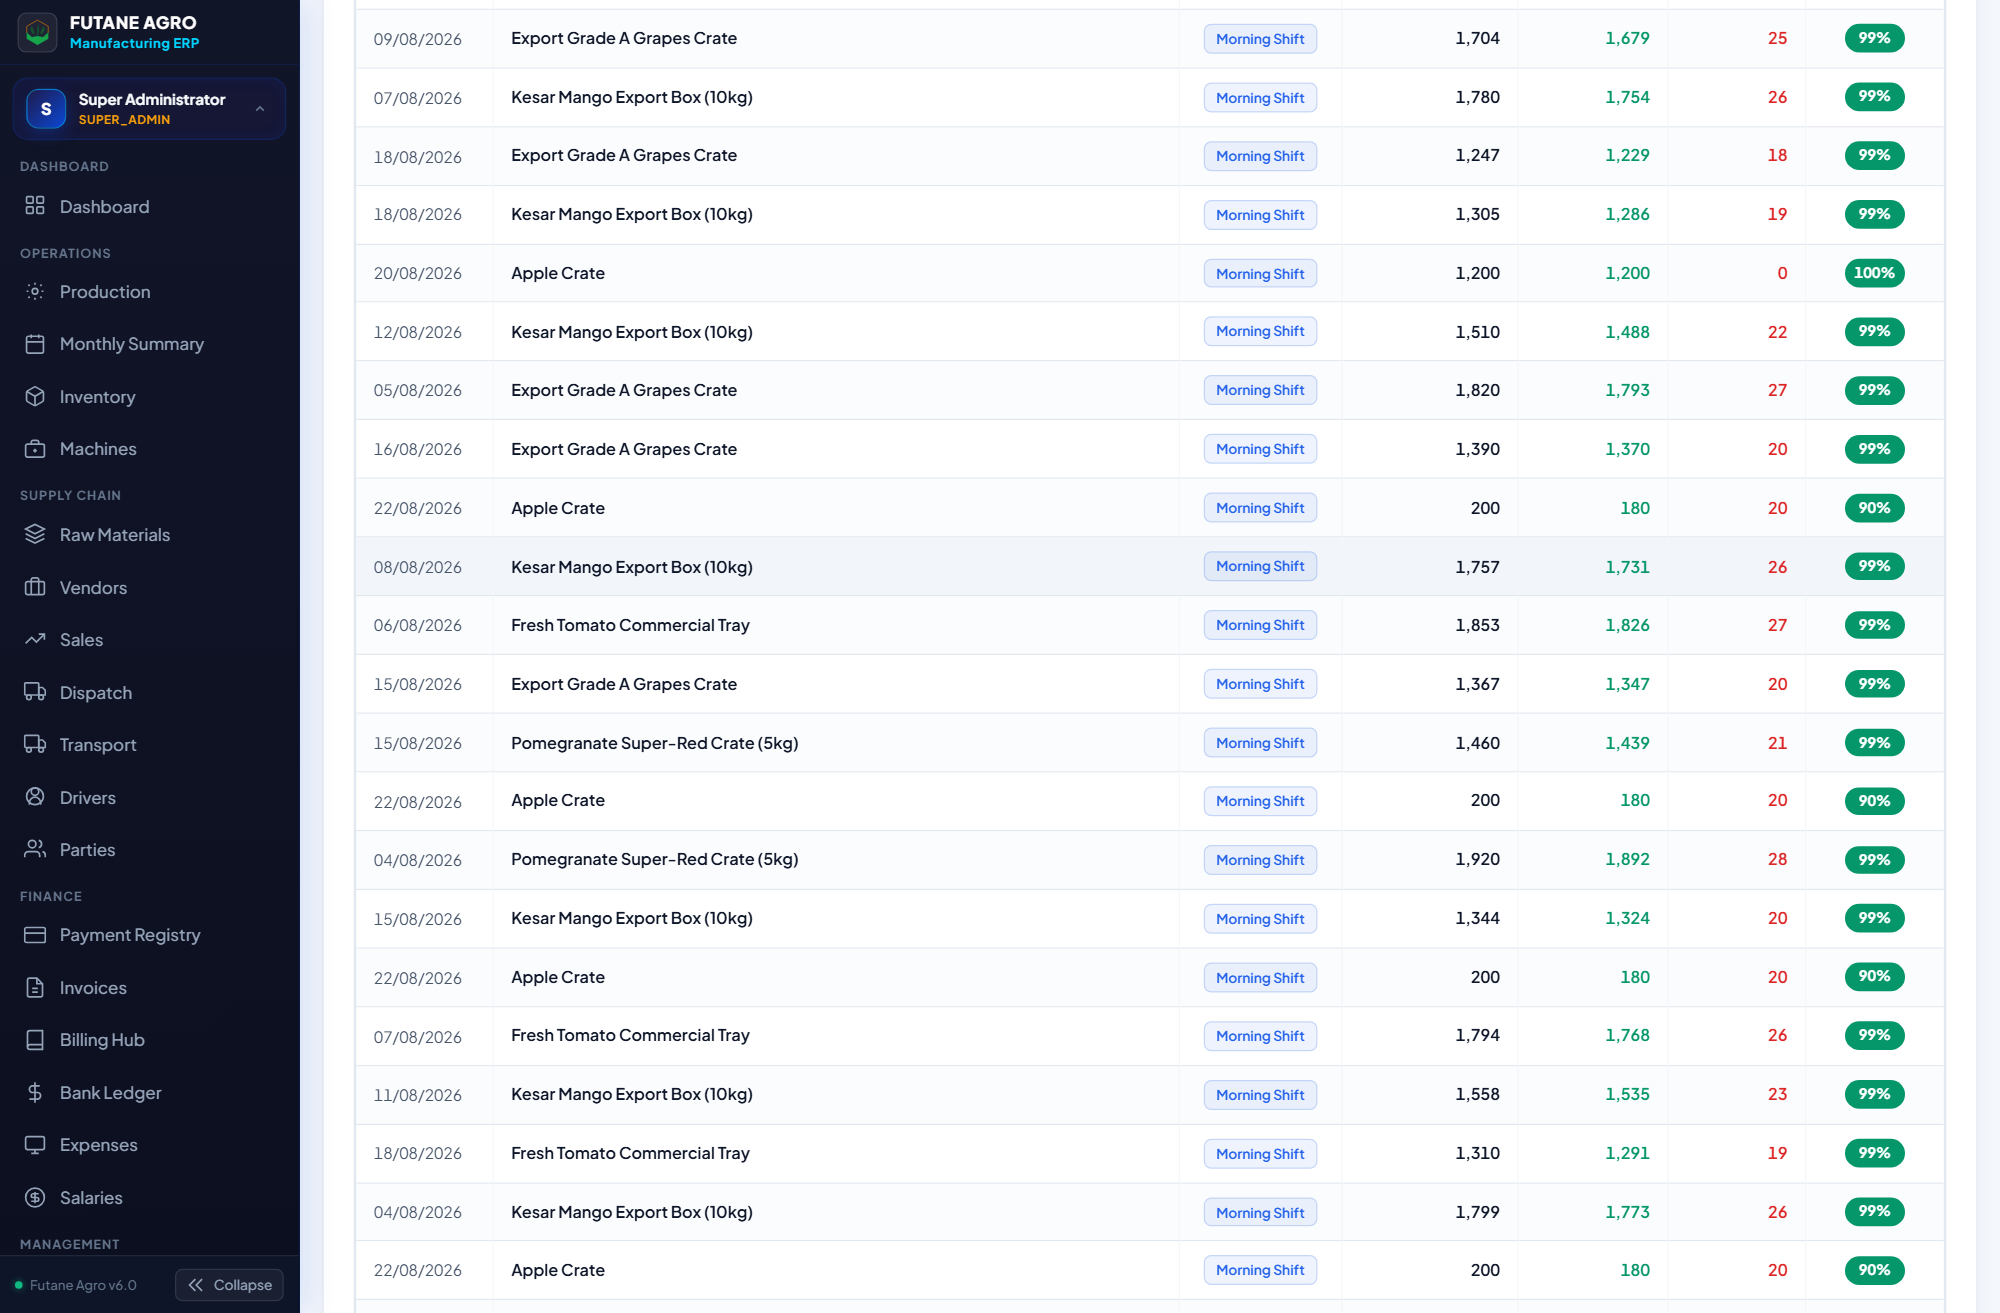 FUTANE AGRO
Manufacturing ERP
S
Super Administrator
SUPER_ADMIN
DASHBOARD
Dashboard
OPERATIONS
Production
Monthly Summary
Inventory
Machines
SUPPLY CHAIN
Raw Materials
Vendors
Sales
Dispatch
Transport
Drivers
Parties
FINANCE
Payment Registry
Invoices
Billing Hub
Bank Ledger
Expenses
Salaries
MANAGEMENT
Futane Agro v6.0
Collapse
09/08/2026 Export Grade A Grapes Crate Morning Shift 1,704 1,679 25 99%
07/08/2026 Kesar Mango Export Box (10kg) Morning Shift 1,780 1,754 26 99%
18/08/2026 Export Grade A Grapes Crate Morning Shift 1,247 1,229 18 99%
18/08/2026 Kesar Mango Export Box (10kg) Morning Shift 1,305 1,286 19 99%
20/08/2026 Apple Crate Morning Shift 1,200 1,200 0 100%
12/08/2026 Kesar Mango Export Box (10kg) Morning Shift 1,510 1,488 22 99%
05/08/2026 Export Grade A Grapes Crate Morning Shift 1,820 1,793 27 99%
16/08/2026 Export Grade A Grapes Crate Morning Shift 1,390 1,370 20 99%
22/08/2026 Apple Crate Morning Shift 200 180 20 90%
08/08/2026 Kesar Mango Export Box (10kg) Morning Shift 1,757 1,731 26 99%
06/08/2026 Fresh Tomato Commercial Tray Morning Shift 1,853 1,826 27 99%
15/08/2026 Export Grade A Grapes Crate Morning Shift 1,367 1,347 20 99%
15/08/2026 Pomegranate Super-Red Crate (5kg) Morning Shift 1,460 1,439 21 99%
22/08/2026 Apple Crate Morning Shift 200 180 20 90%
04/08/2026 Pomegranate Super-Red Crate (5kg) Morning Shift 1,920 1,892 28 99%
15/08/2026 Kesar Mango Export Box (10kg) Morning Shift 1,344 1,324 20 99%
22/08/2026 Apple Crate Morning Shift 200 180 20 90%
07/08/2026 Fresh Tomato Commercial Tray Morning Shift 1,794 1,768 26 99%
11/08/2026 Kesar Mango Export Box (10kg) Morning Shift 1,558 1,535 23 99%
18/08/2026 Fresh Tomato Commercial Tray Morning Shift 1,310 1,291 19 99%
04/08/2026 Kesar Mango Export Box (10kg) Morning Shift 1,799 1,773 26 99%
22/08/2026 Apple Crate Morning Shift 200 180 20 90%